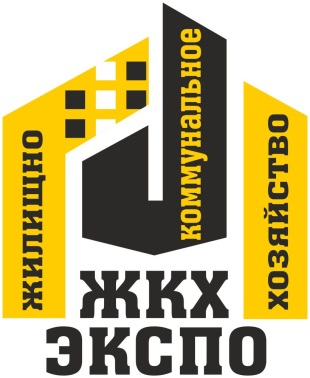 жилищно
коммунальное
хозяйство
ЖКХ
ЭКСПО